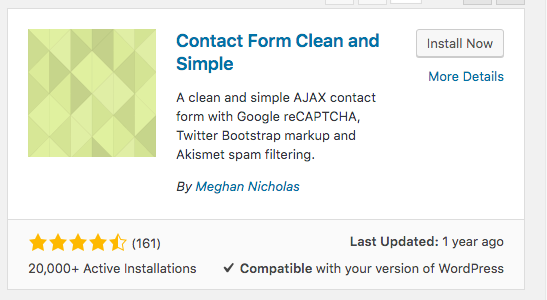 Contact Form Clean and
Simple
Install Now
More Details
A clean and simple AJAX contact
form with Google reCAPTCHA,
Twitter Bootstrap markup and
Akismet spam filtering.
By Meghan Nicholas
(161)
Last Updated: 1 year ago
20,000+ Active Installations
Compatible with your version of WordPress